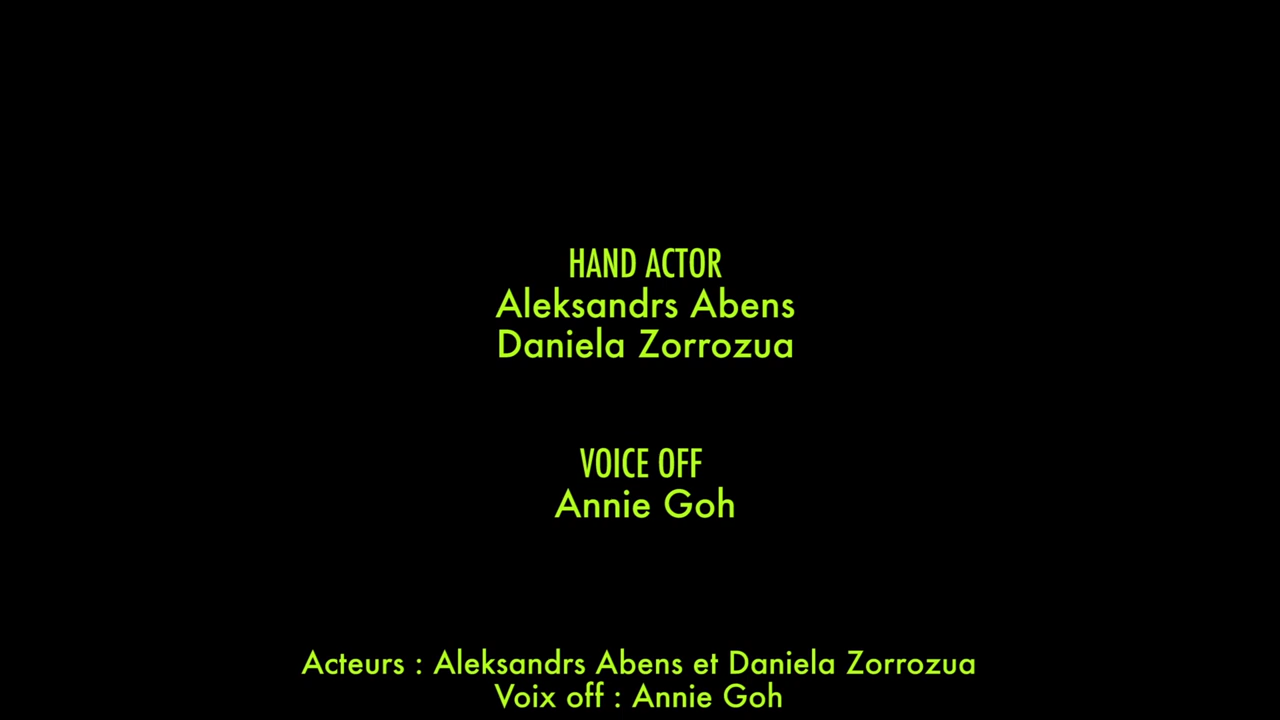 HAND ACTOR
Aleksandrs Abens
Daniela Zorrozua
VOICE OFF
Annie Goh
Acteurs : Aleksandrs Abens et Daniela Zorrozua
Voix off : Annie Goh